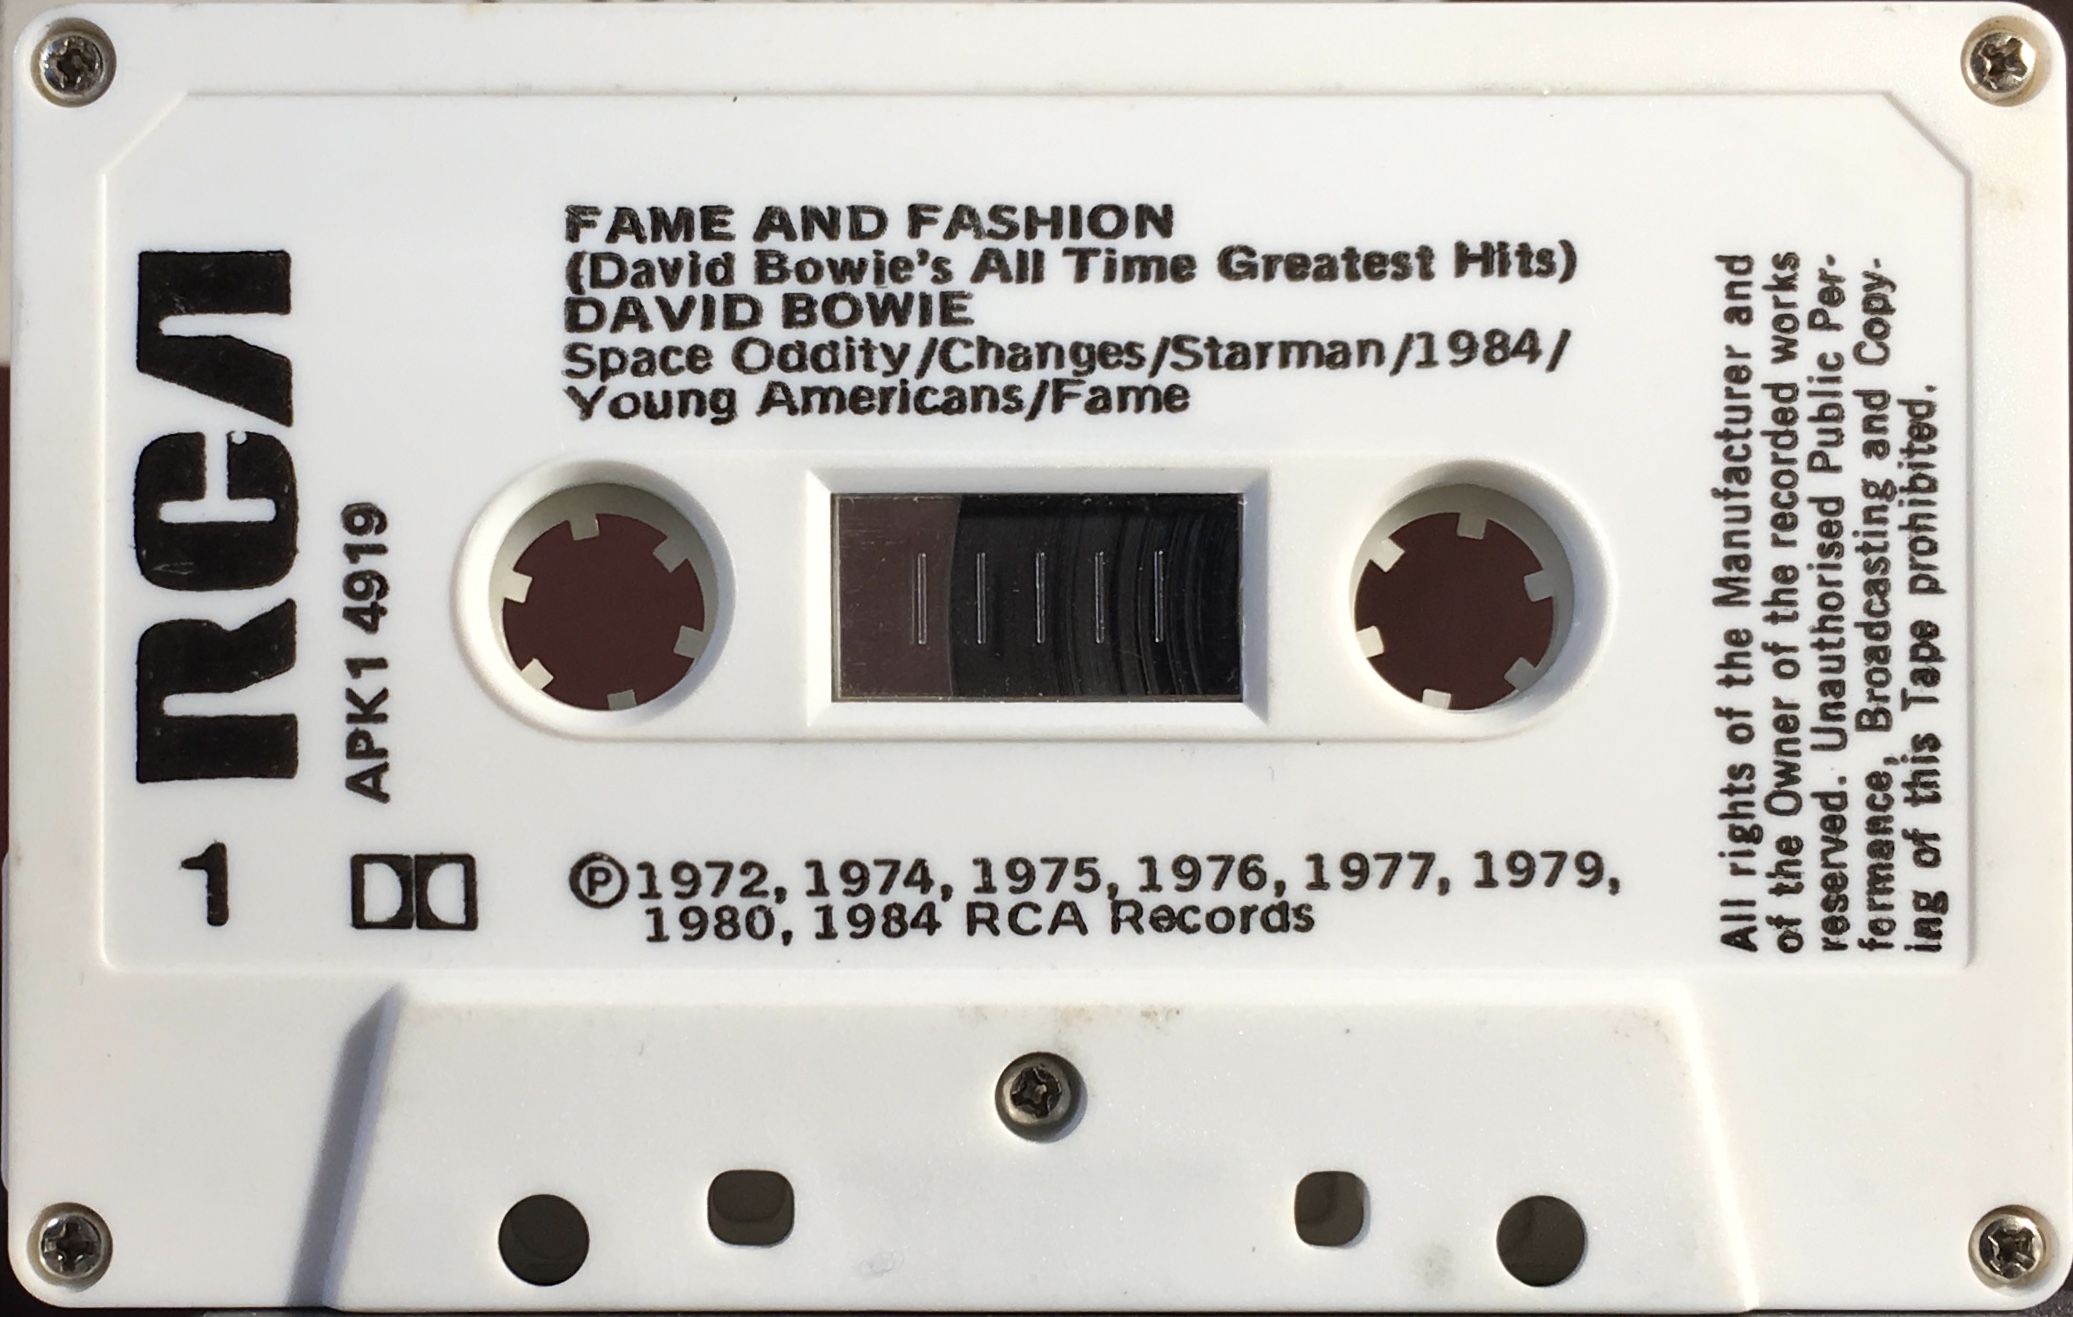 FAME AND FASHION
(David Bowie's All Time Greatest Hits)
DAVID BOWIE
Space Oddity/Changes/Starman/1984/
Young Americans/Fame
RCA
APK1 4919
1
℗1972, 1974, 1975, 1976, 1977, 1979,
1980, 1984 RCA Records
All rights of the Manufacturer and
of the Owner of the recorded works
reserved. Unauthorised Public Per-
formance, Broadcasting and Copy-
ing of this Tape prohibited.